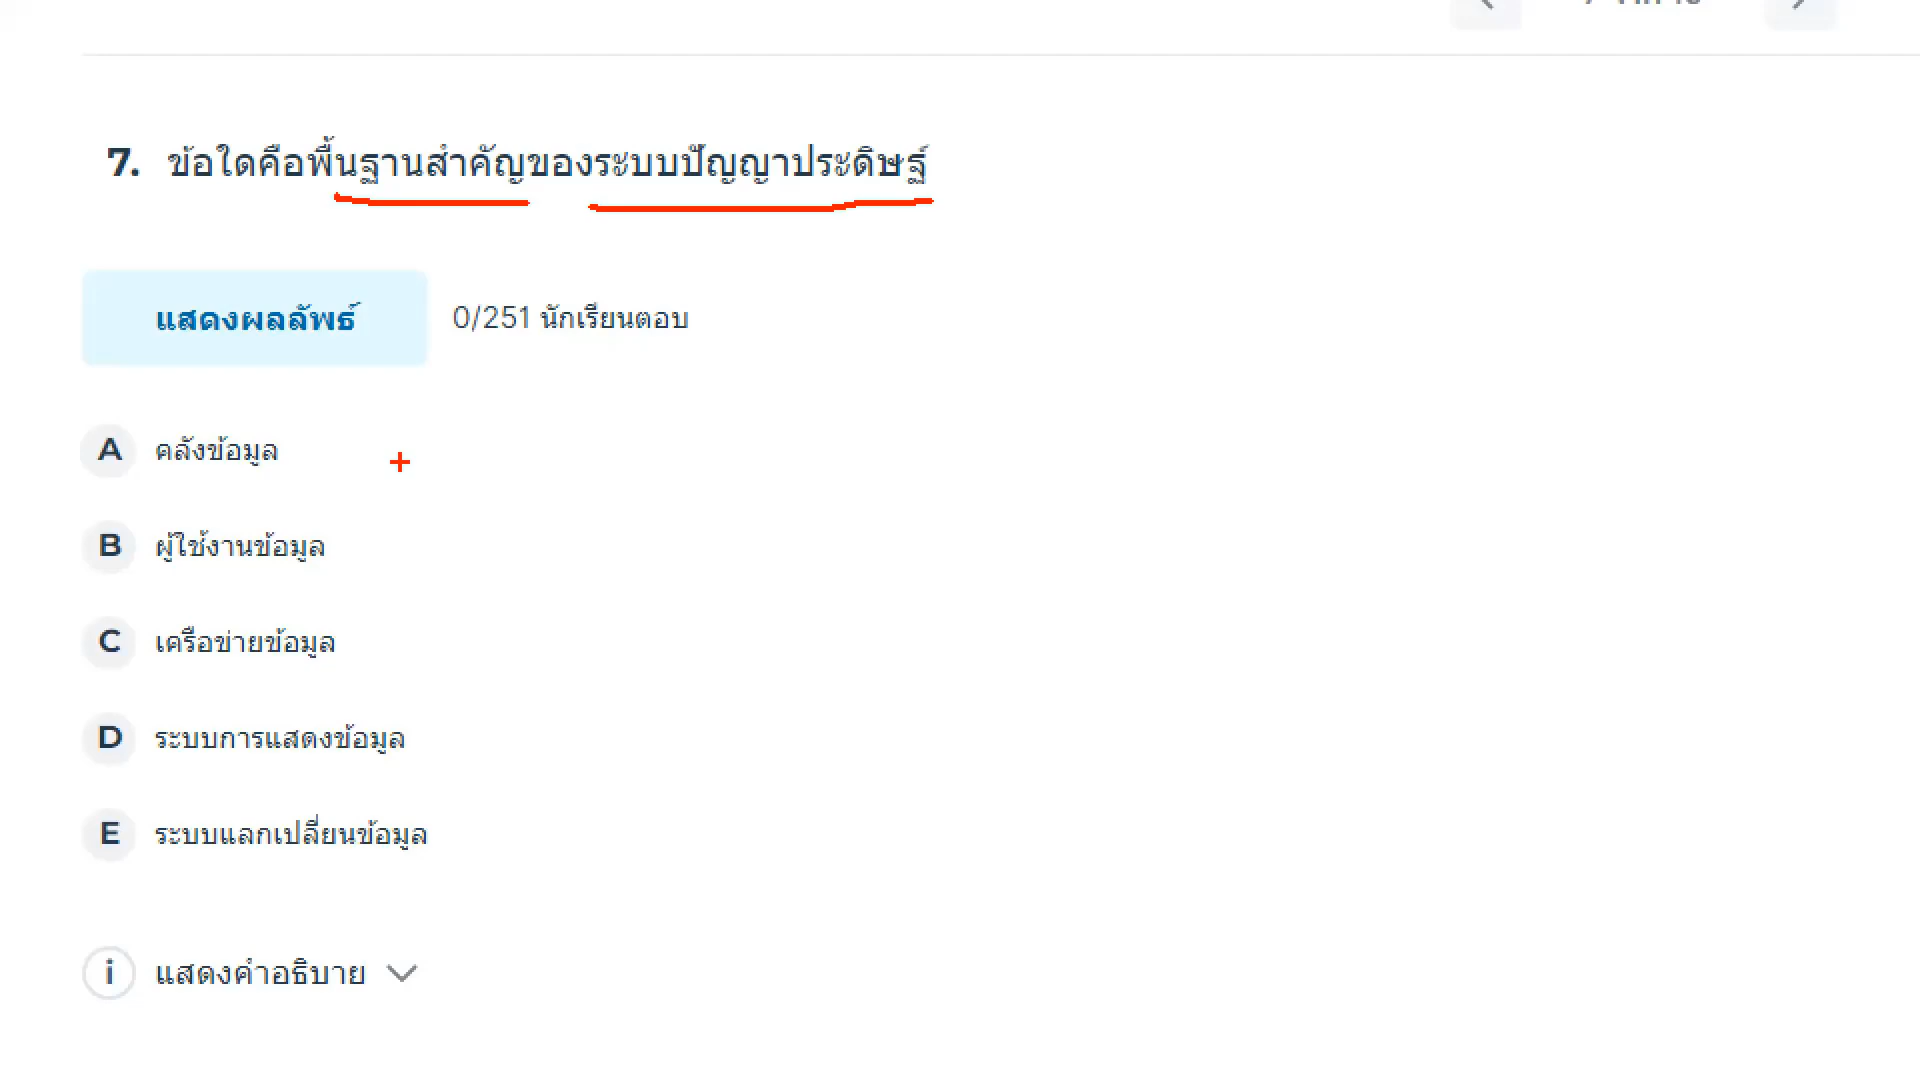 7. ข้อใดคือพื้นฐานสำคัญของระบบปัญญาประดิษฐ์
แสดงผลลัพธ์ 0/251 นักเรียนตอบ
A คลังข้อมูล
B ผู้ใช้งานข้อมูล
C เครือข่ายข้อมูล
D ระบบการแสดงข้อมูล
E ระบบแลกเปลี่ยนข้อมูล
i แสดงคำอธิบาย